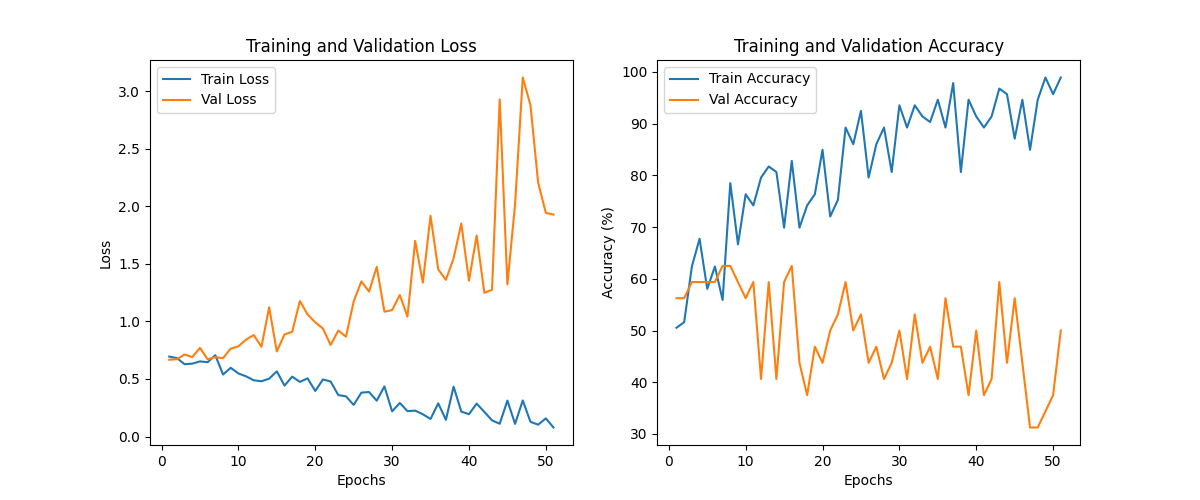 Training and Validation Loss
Train Loss
Val Loss
3.0
2.5
2.0
1.5
1.0
0.5
0.0
Loss
0 10 20 30 40 50
Epochs
Training and Validation Accuracy
Train Accuracy
Val Accuracy
100
90
80
70
60
50
40
30
Accuracy (%)
0 10 20 30 40 50
Epochs